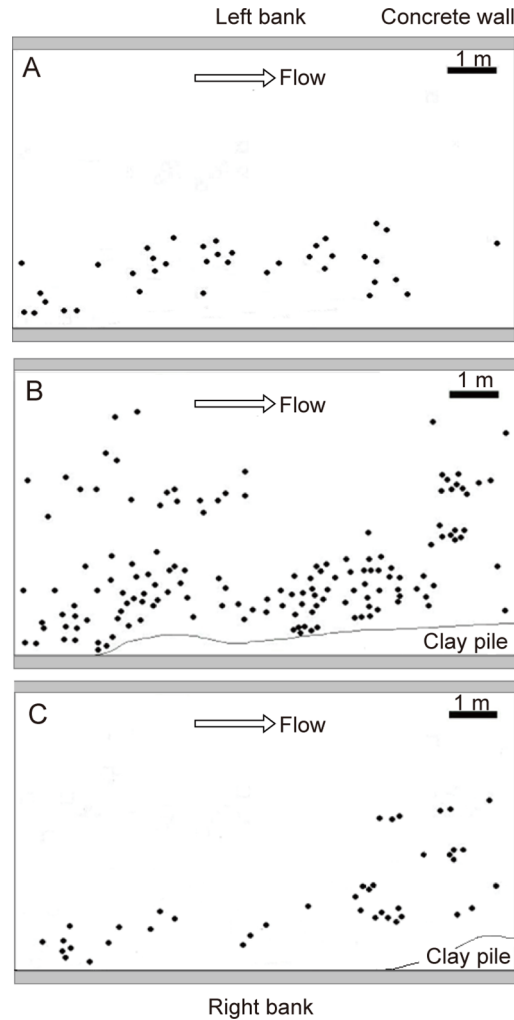 Left bank
Concrete wall
A
Flow
1 m
B
Flow
1 m
Clay pile
C
Flow
1 m
Clay pile
Right bank